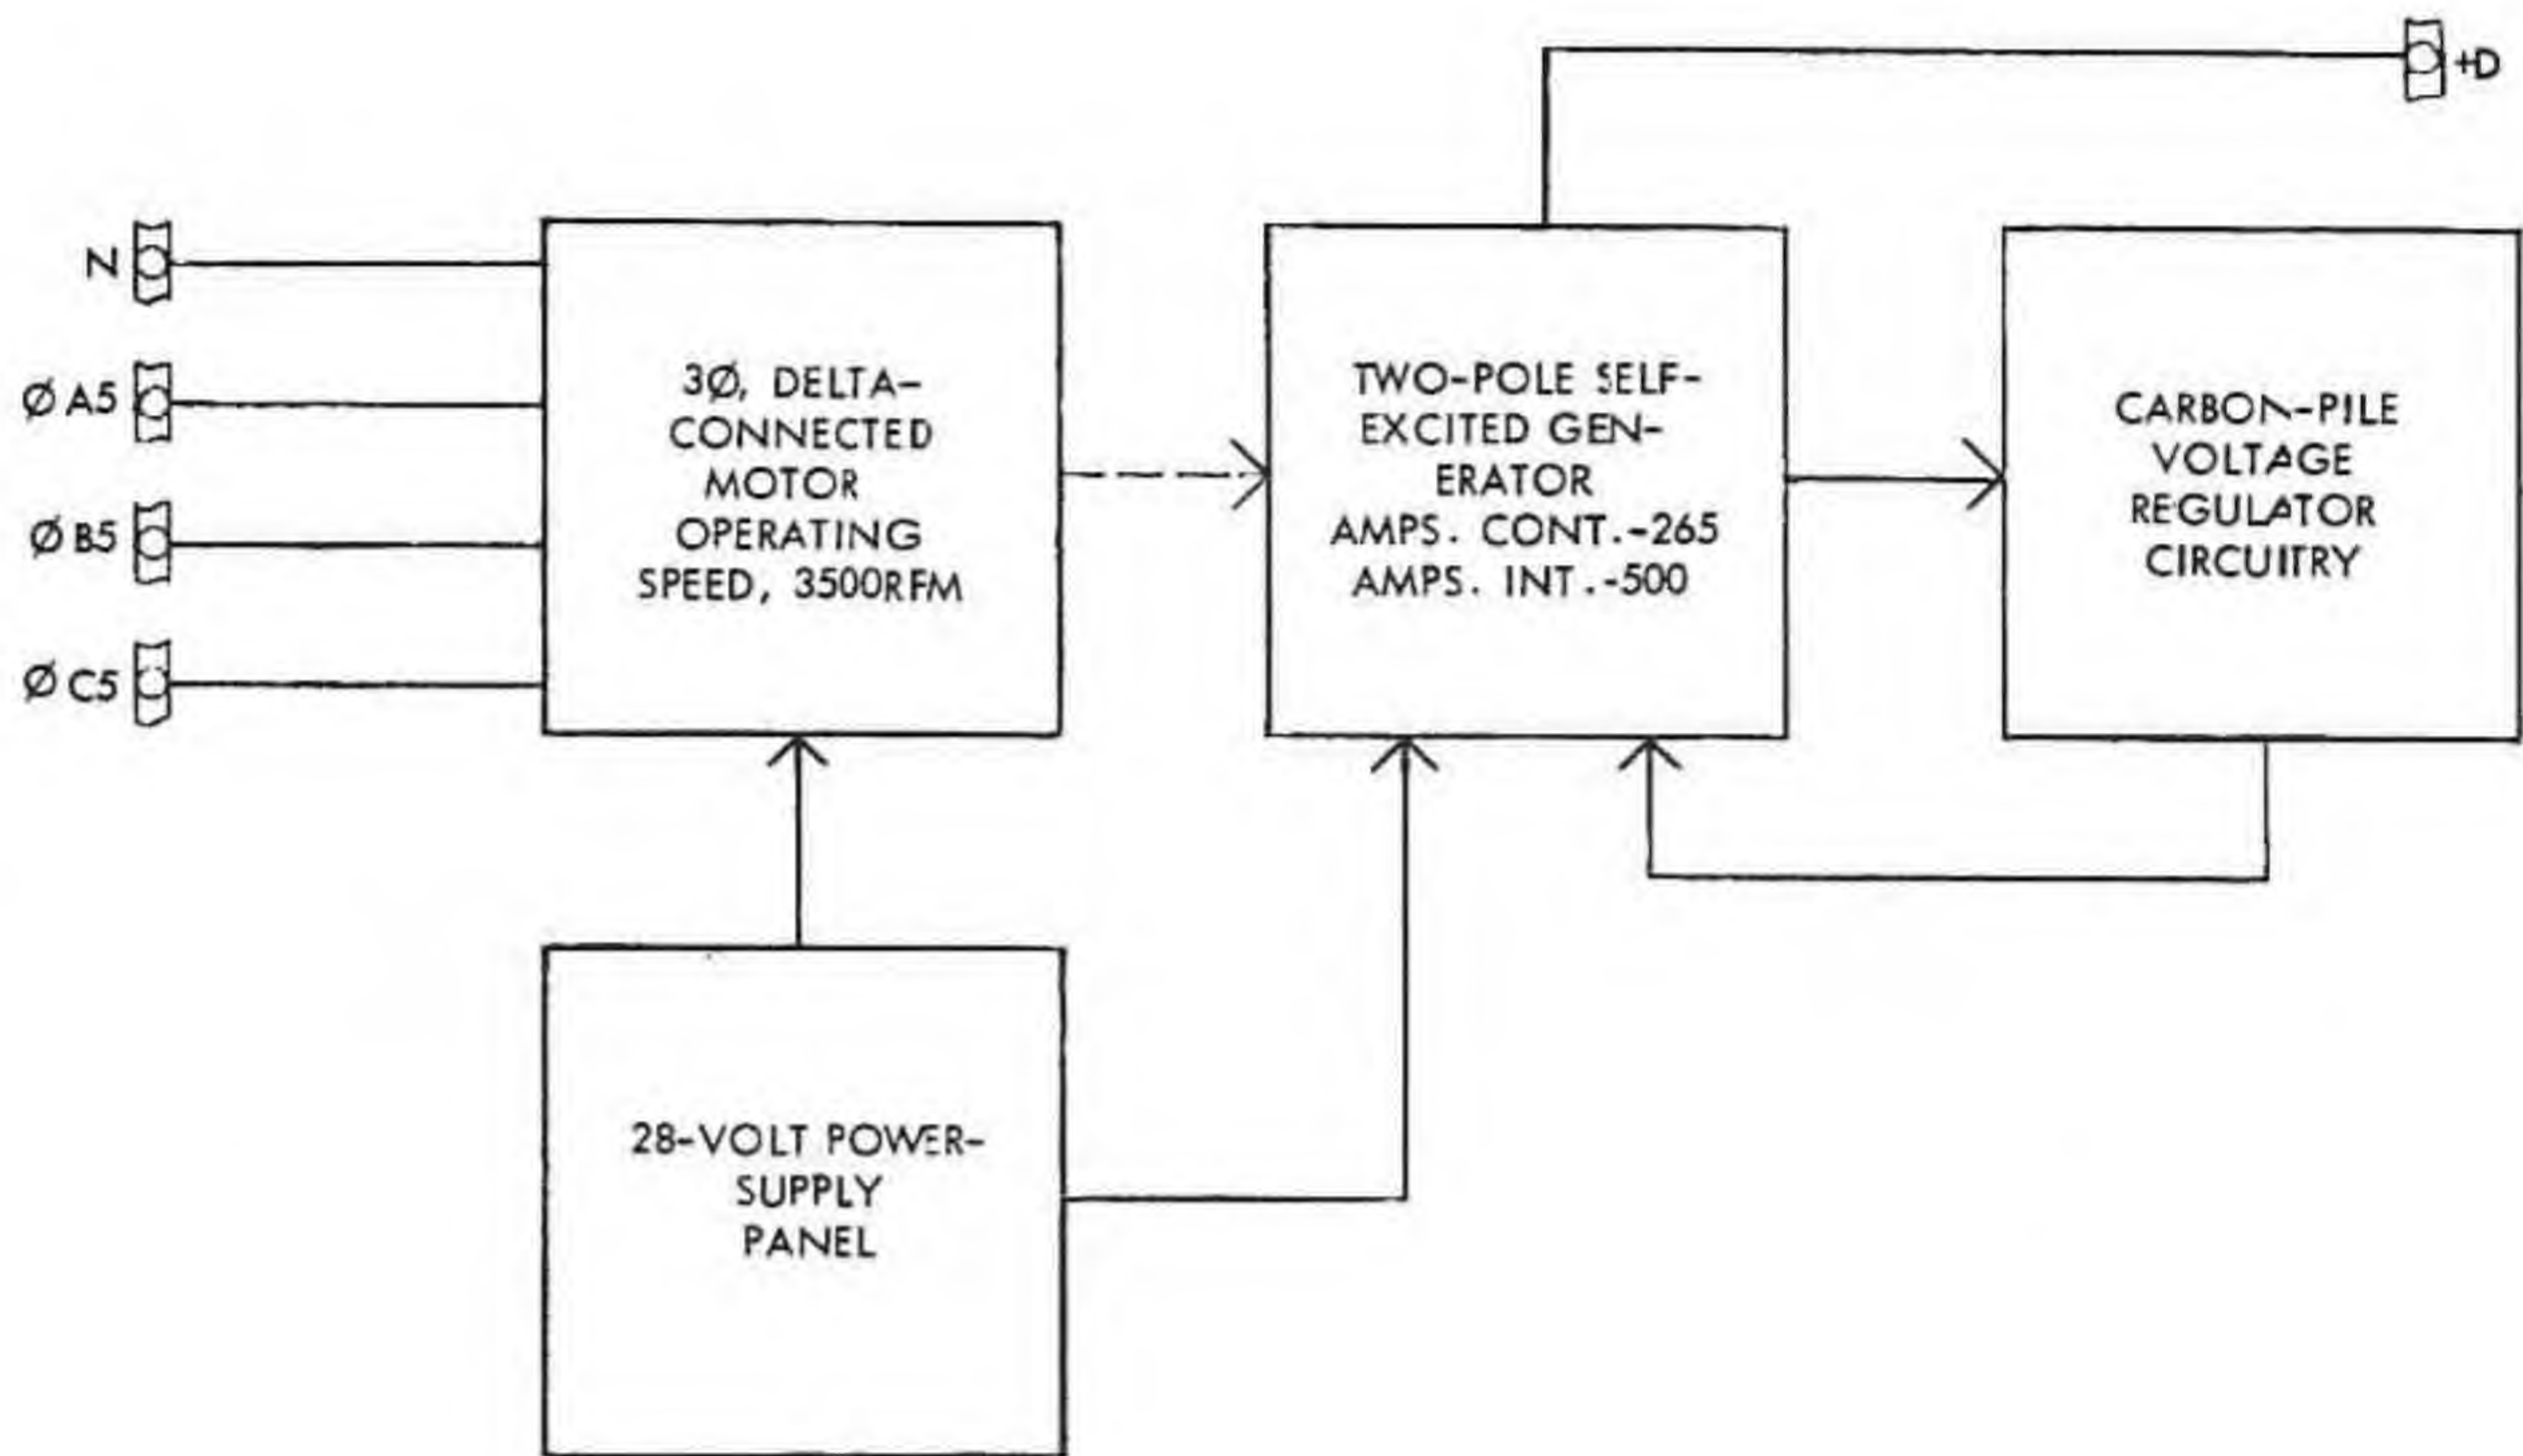 +D
N
Ø A5
Ø B5
Ø C5
3Ø, DELTA-
CONNECTED
MOTOR
OPERATING
SPEED, 3500RFM
TWO-POLE SELF-
EXCITED GEN-
ERATOR
AMPS. CONT.-265
AMPS. INT.-500
CARBON-PILE
VOLTAGE
REGULATOR
CIRCUITRY
28-VOLT POWER-
SUPPLY
PANEL